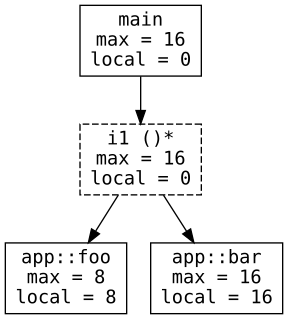 main
max = 16
local = 0
i1 ()*
max = 16
local = 0
app::foo
max = 8
local = 8
app::bar
max = 16
local = 16